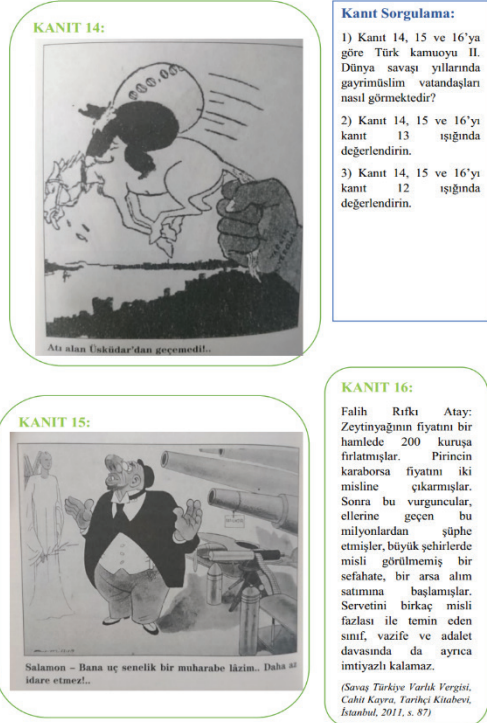 KANIT 14:
Atı alan Üsküdar'dan geçemedi!..
Kanıt Sorgulama:
1) Kanıt 14, 15 ve 16'ya
göre Türk kamuoyu II.
Dünya savaşı yıllarında
gayrimüslim vatandaşları
nasıl görmektedir?
2) Kanıt 14, 15 ve 16'yı
kanıt 13 ışığında
değerlendirin.
3) Kanıt 14, 15 ve 16'yı
kanıt 12 ışığında
değerlendirin.
KANIT 15:
Salamon – Bana uç senelik bir muharabe lâzim.. Daha az
idare etmez!..
KANIT 16:
Falih Rıfkı Atay:
Zeytinyağının fiyatını bir
hamlede 200 kuruşa
fırlatmışlar. Pirincin
karaborsa fiyatını iki
misline çıkarmışlar.
Sonra bu vurguncular,
ellerine geçen bu
milyonlardan şüphe
etmişler, büyük şehirlerde
misli görülmemiş bir
sefahate, bir arsa alım
satımına başlamışlar.
Servetini birkaç misli
fazlası ile temin eden
sınıf, vazife ve adalet
davasında da ayrıca
imtiyazlı kalamaz.
(Savaş Türkiye Varlık Vergisi,
Cahit Kayra, Tarihçi Kitabevi,
İstanbul, 2011, s. 87)